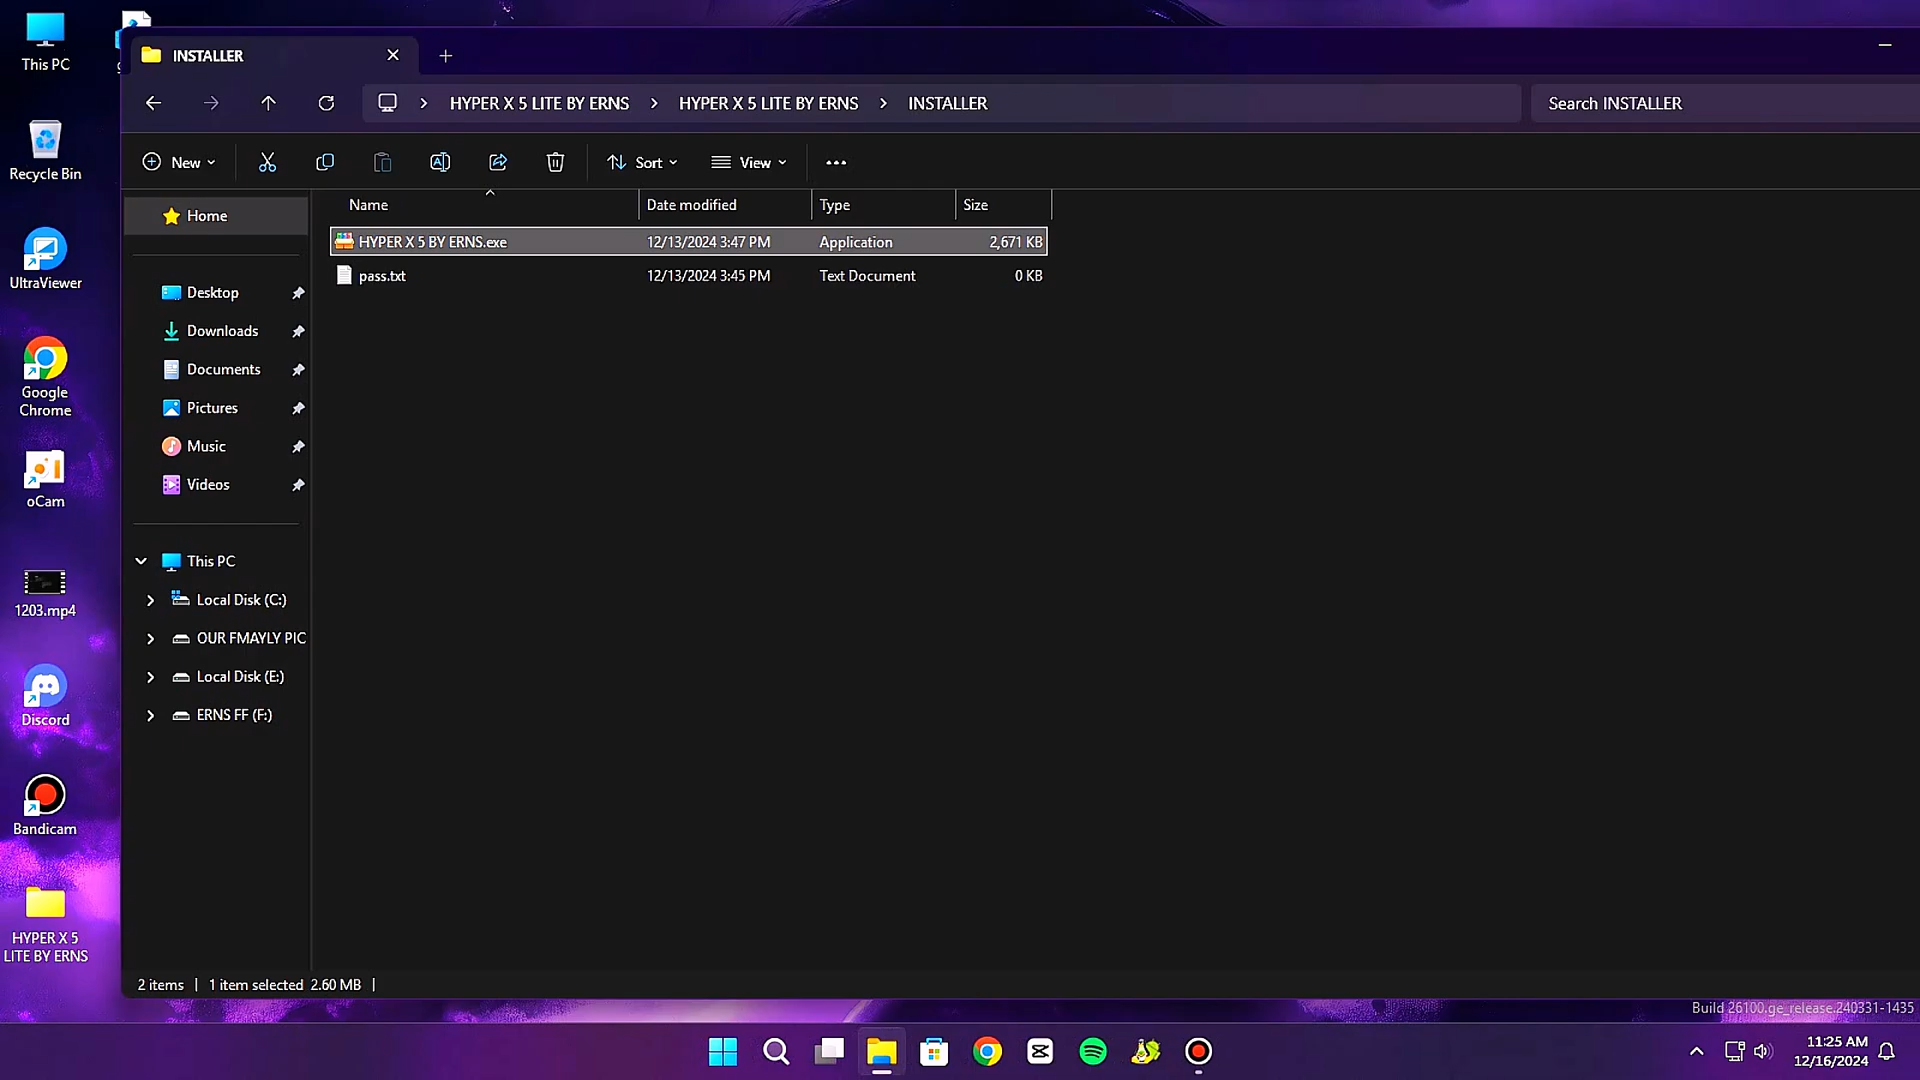 This PC
Recycle Bin
UltraViewer
Google
Chrome
oCam
1203.mp4
Discord
Bandicam
HYPER X 5
LITE BY ERNS
INSTALLER
HYPER X 5 LITE BY ERNS
HYPER X 5 LITE BY ERNS
INSTALLER
Search INSTALLER
New
Sort
View
Home
Desktop
Downloads
Documents
Pictures
Music
Videos
This PC
Local Disk (C:)
OUR FMAYLY PIC
Local Disk (E:)
ERNS FF (F:)
Name Date modified Type Size
HYPER X 5 BY ERNS.exe 12/13/2024 3:47 PM Application 2,671 KB
pass.txt 12/13/2024 3:45 PM Text Document 0 KB
2 items | 1 item selected 2.60 MB |
Build 26100.ge_release.240331-1435
11:25 AM
12/16/2024